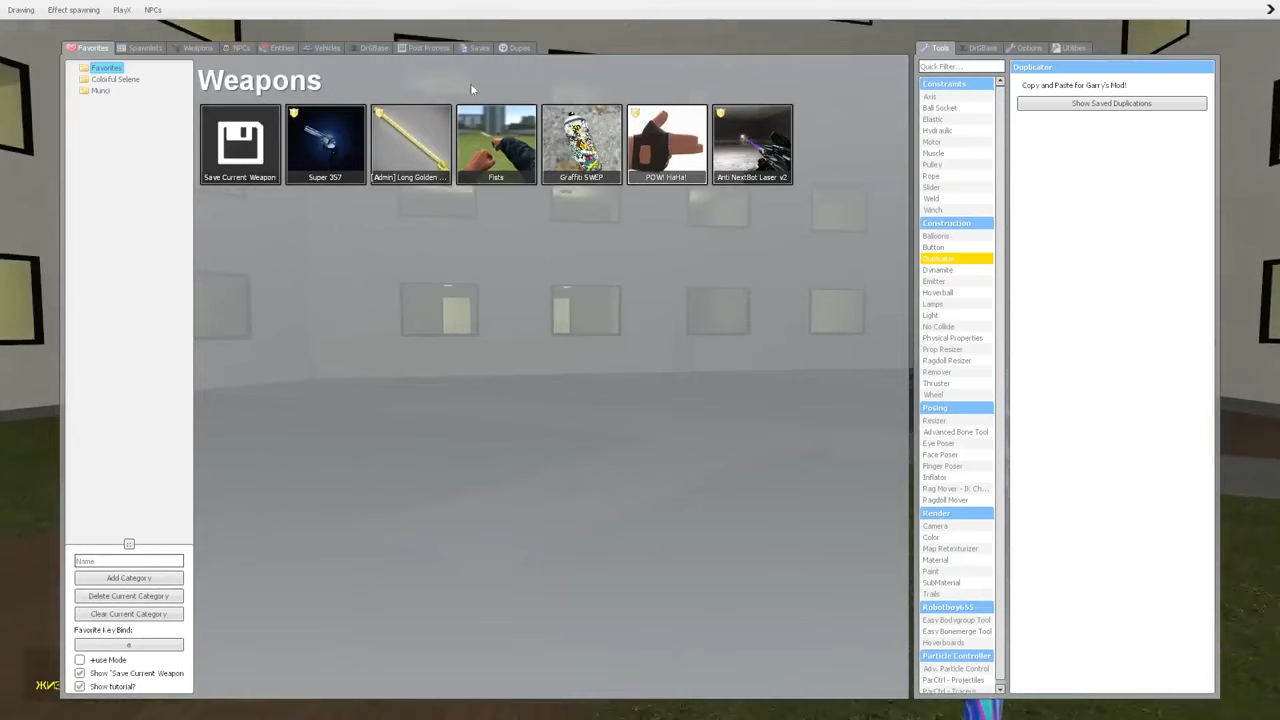 Drawing Effect spawning PlayX NPCs
Favorites Spawnlists Weapons NPCs Entities Vehicles DrGBase Post Process Saves Dupes
Tools DrGBase Options Utilities
Favorites
Colorful Selene
Munci
Weapons
Save Current Weapon
Super 357
[Admin] Long Golden ...
Fists
Graffiti SWEP
POW! HaHa!
Anti NextBot Laser v2
Name
Add Category
Delete Current Category
Clear Current Category
Favorite Key Bind:
e
+use Mode
Show "Save Current Weapon
Show tutorial?
Quick Filter...
Constraints
Axis
Ball Socket
Elastic
Hydraulic
Motor
Muscle
Pulley
Rope
Slider
Weld
Winch
Construction
Balloons
Button
Duplicator
Dynamite
Emitter
Hoverball
Lamps
Light
No Collide
Physical Properties
Prop Resizer
Ragdoll Resizer
Remover
Thruster
Wheel
Posing
Resizer
Advanced Bone Tool
Eye Poser
Face Poser
Finger Poser
Inflator
Rag Mover - IK Ch...
Ragdoll Mover
Render
Camera
Color
Map Retexturizer
Material
Paint
SubMaterial
Trails
Robotboy655
Easy Bodygroup Tool
Easy Bonemerge Tool
Hoverboards
Particle Controller
Adv. Particle Control
ParCtrl - Projectiles
ParCtrl - Tracers
Duplicator
Copy and Paste for Garry's Mod!
Show Saved Duplications